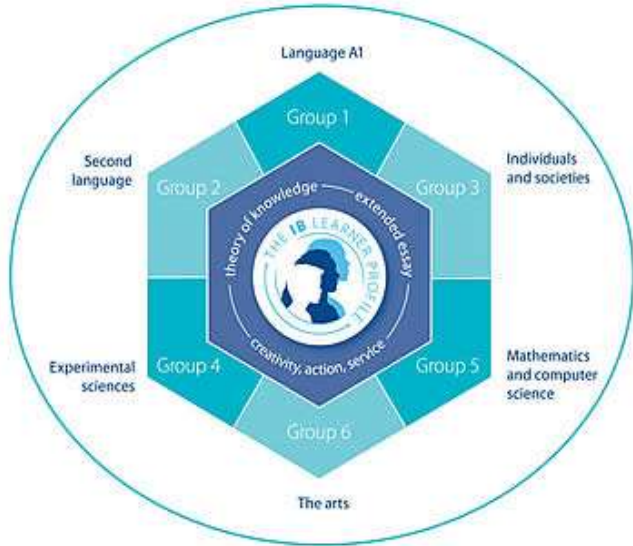 Language A1
Group 1
Second
language
Group 2
Group 3
Individuals
and societies
theory of knowledge
extended essay
THE IB LEARNER PROFILE
creativity, action, service
Experimental
sciences
Group 4
Group 5
Mathematics
and computer
science
Group 6
The arts